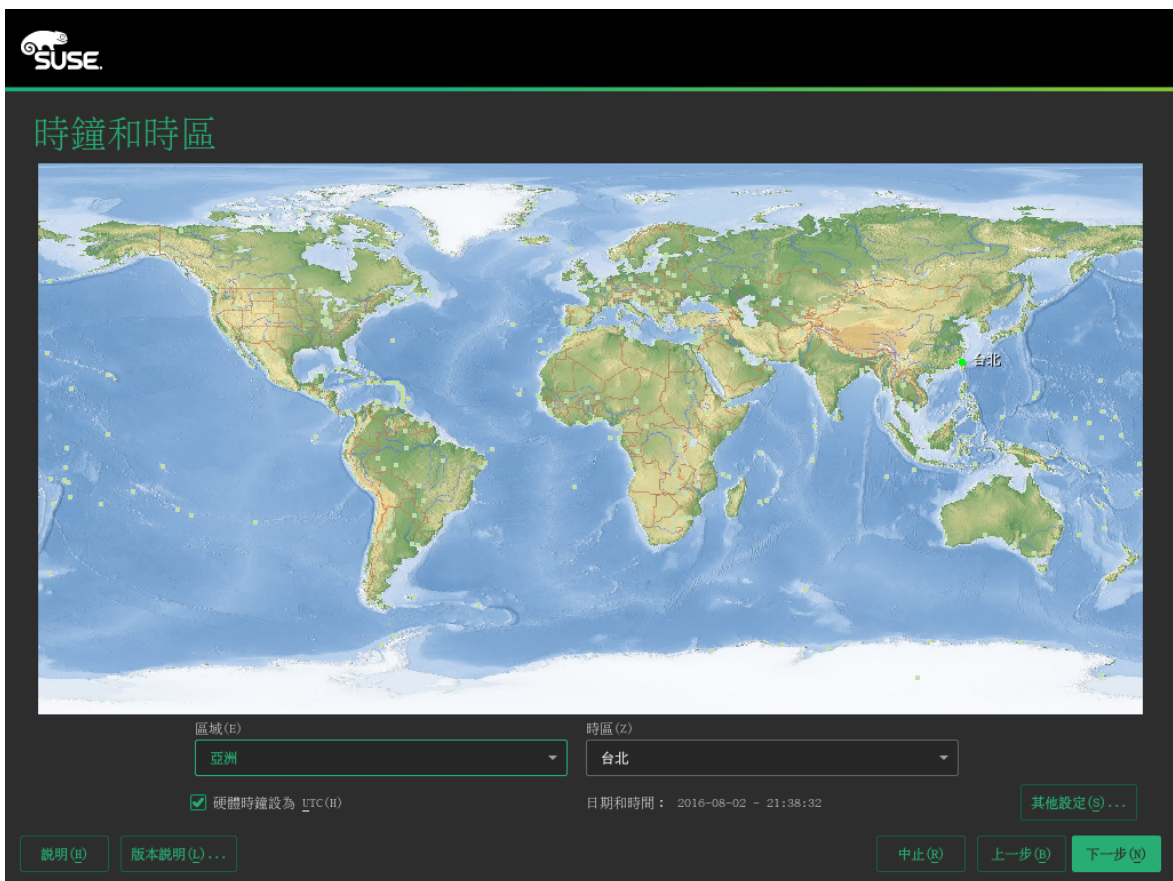 SUSE.
時鐘和時區
台北
區域(E)
時區(Z)
亞洲
台北
硬體時鐘設為 UTC(H)
日期和時間： 2016-08-02 - 21:38:32
其他設定(S)...
說明(H)
版本說明(L)...
中止(R)
上一步(B)
下一步(N)